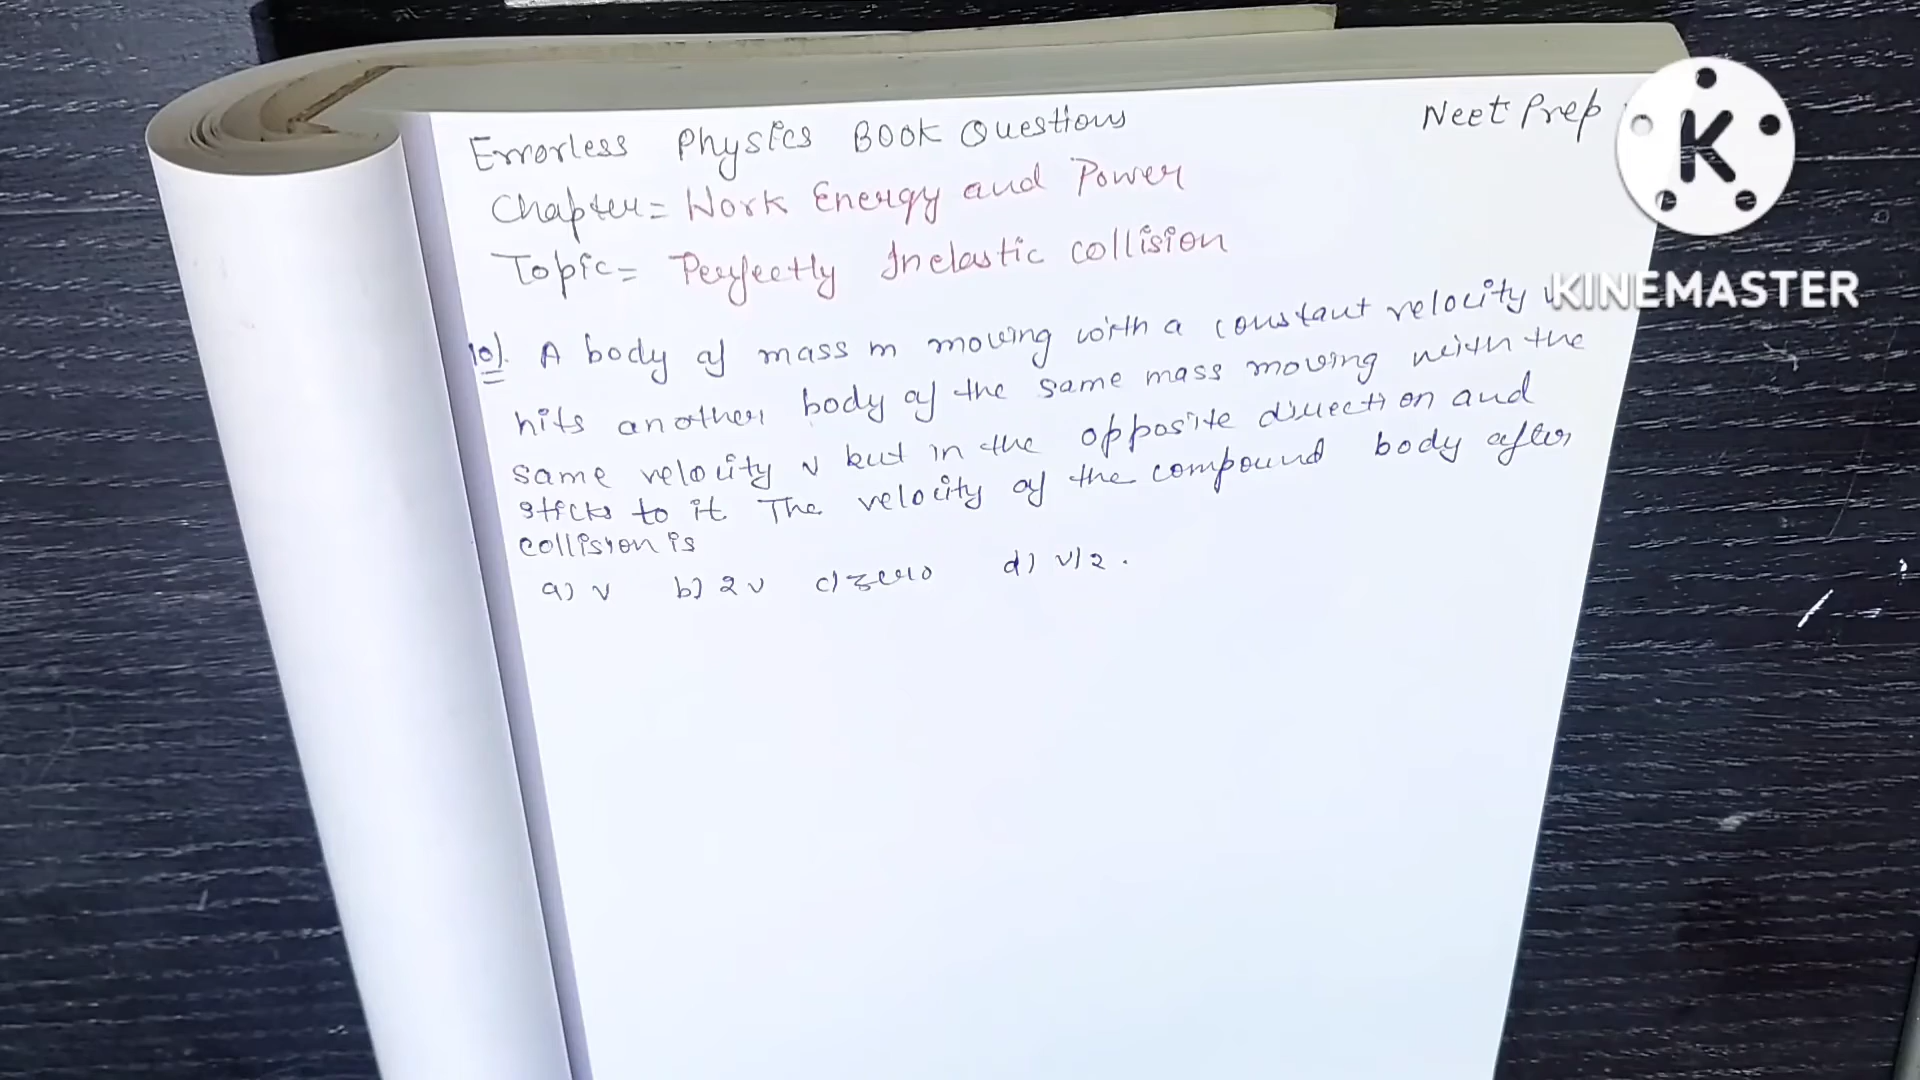 Errorless Physics Book Questions Neet Prep
Chapter= Work Energy and Power
Topic= Perfectly Inelastic collision
10). A body of mass m moving with a constant velocity v
hits another body of the same mass moving with the
same velocity v but in the opposite direction and
sticks to it. The velocity of the compound body after
collision is
a) v b) 2v c) zero d) v/2.
K
KINEMASTER